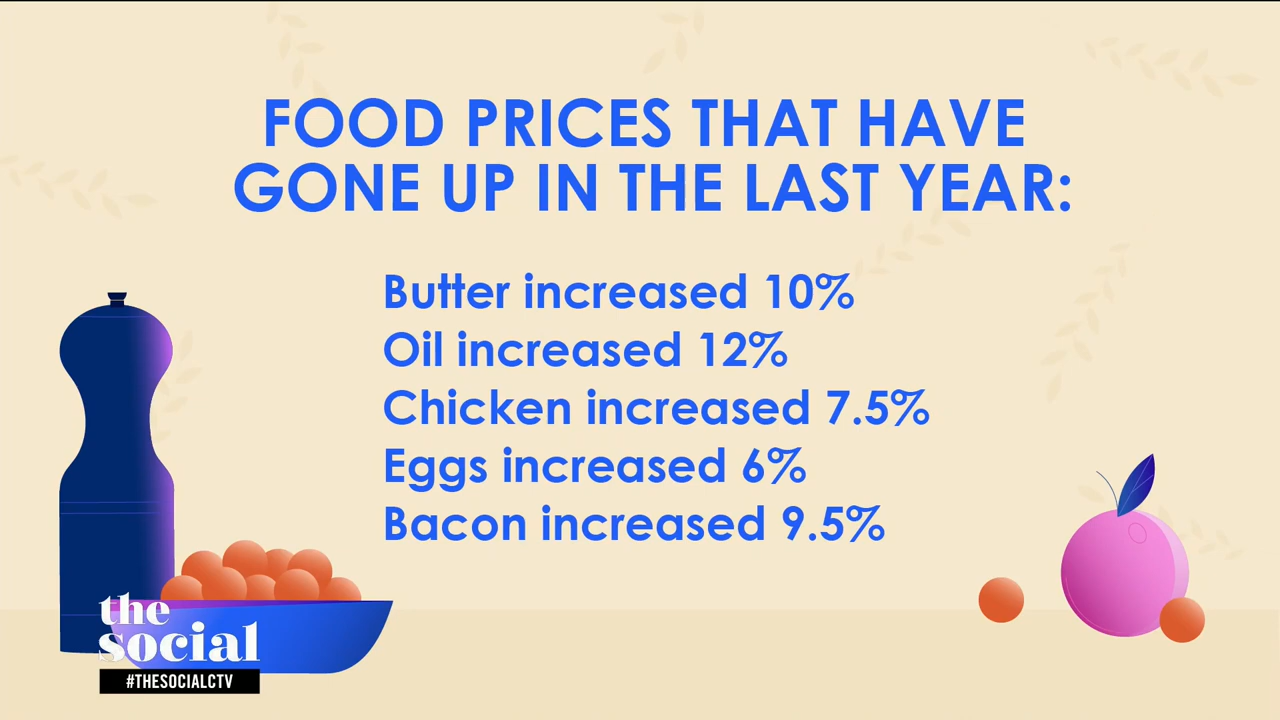 FOOD PRICES THAT HAVE
GONE UP IN THE LAST YEAR:
Butter increased 10%
Oil increased 12%
Chicken increased 7.5%
Eggs increased 6%
Bacon increased 9.5%
the
social
#THESOCIALCTV